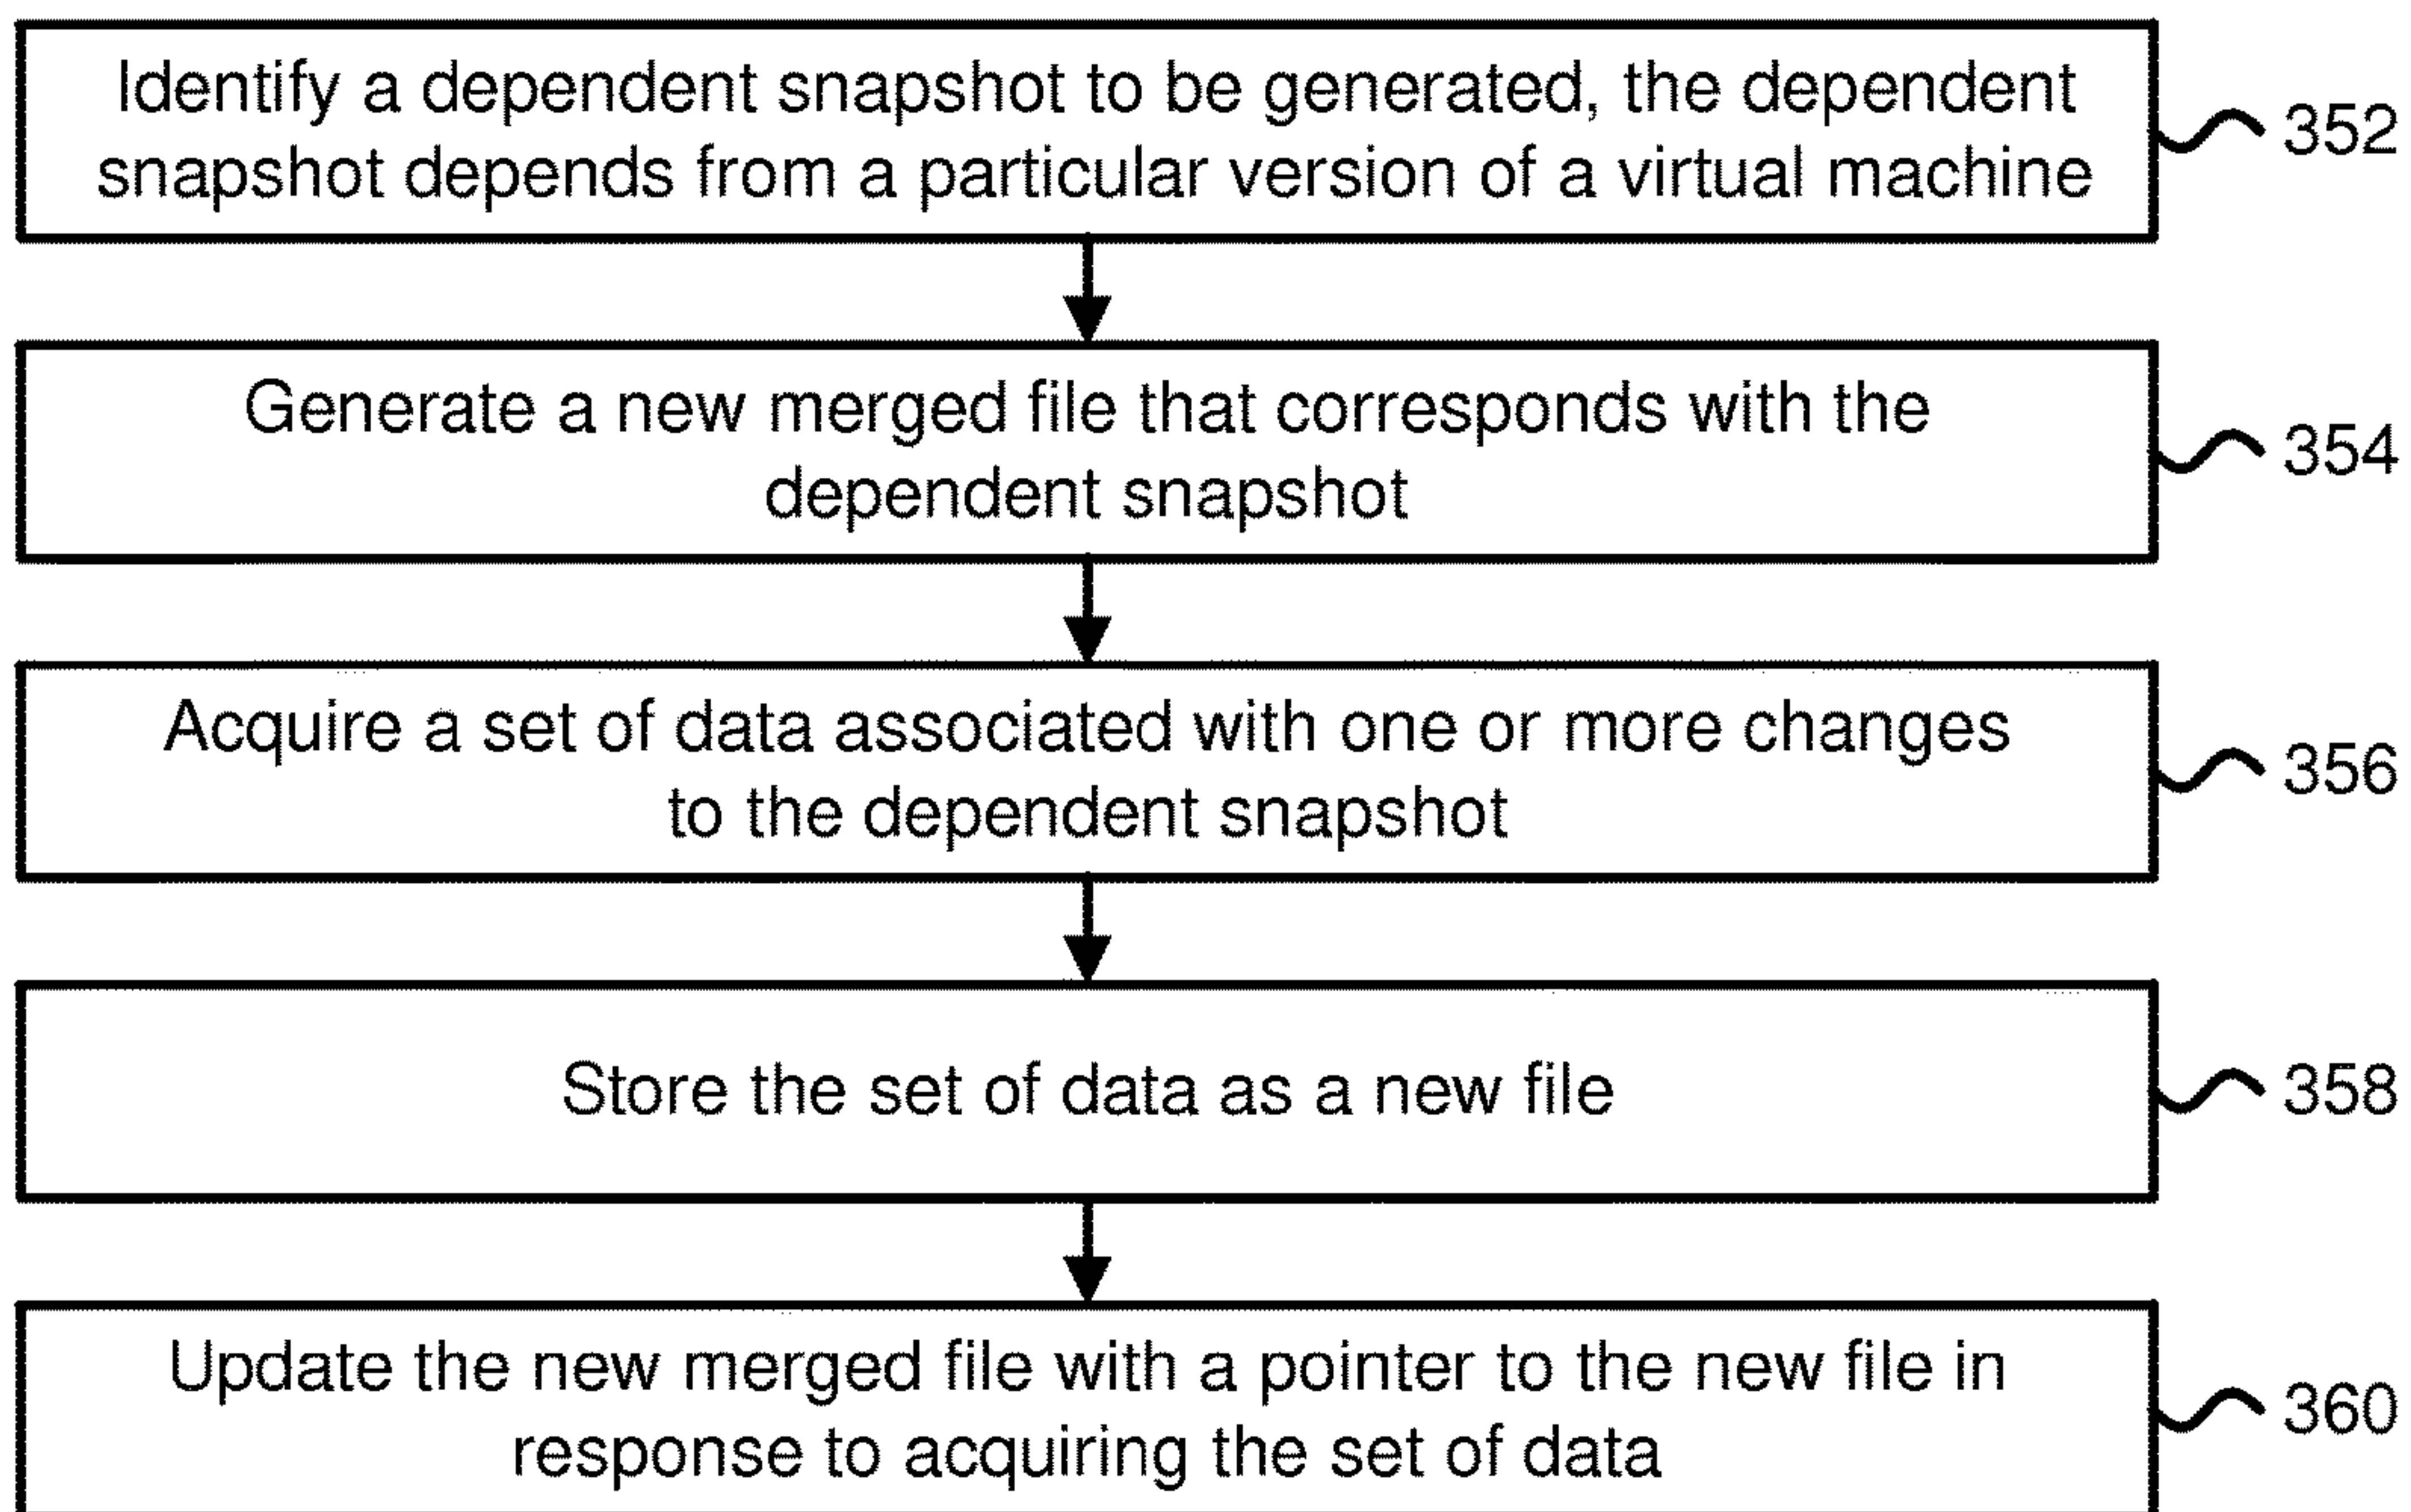 Identify a dependent snapshot to be generated, the dependent
snapshot depends from a particular version of a virtual machine
352
Generate a new merged file that corresponds with the
dependent snapshot
354
Acquire a set of data associated with one or more changes
to the dependent snapshot
356
Store the set of data as a new file
358
Update the new merged file with a pointer to the new file in
response to acquiring the set of data
360